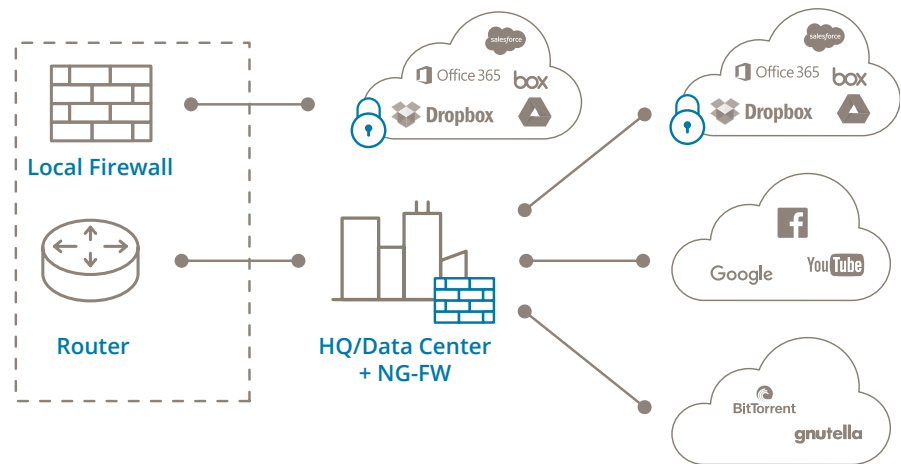 salesforce
Office 365
box
Dropbox
Local Firewall
salesforce
Office 365
box
Dropbox
Router
HQ/Data Center
+ NG-FW
Google
YouTube
BitTorrent
gnutella